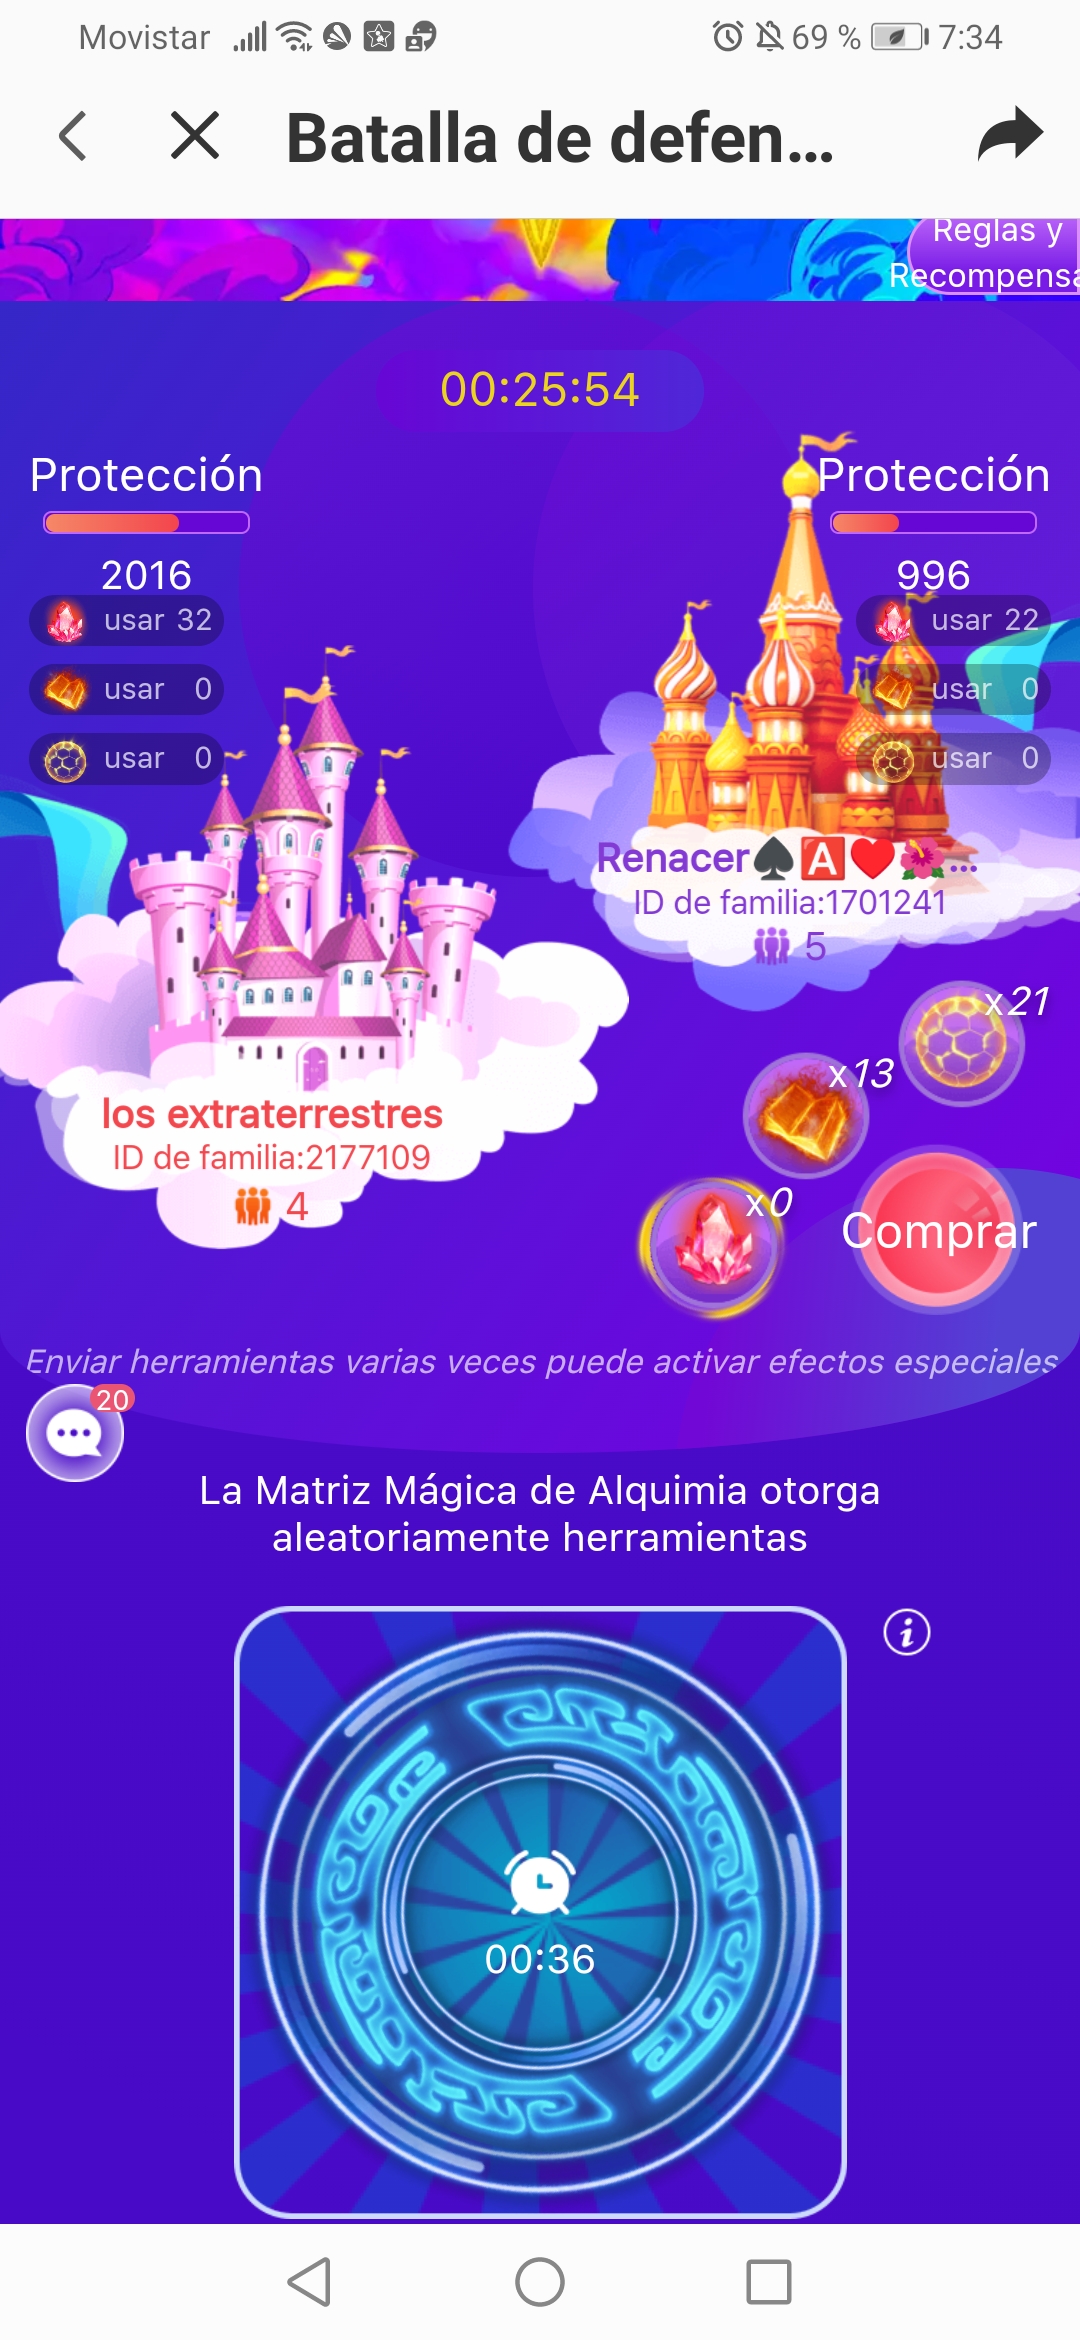 Movistar 69 % 7:34
Batalla de defen...
Reglas y
Recompensa
00:25:54
Protección
2016
usar 32
usar 0
usar 0
Protección
996
usar 22
usar 0
usar 0
Renacer♠️🅰️❤️🌺...
ID de familia:1701241
5
los extraterrestres
ID de familia:2177109
4
x21
x13
x0
Comprar
Enviar herramientas varias veces puede activar efectos especiales
20
La Matriz Mágica de Alquimia otorga
aleatoriamente herramientas
00:36